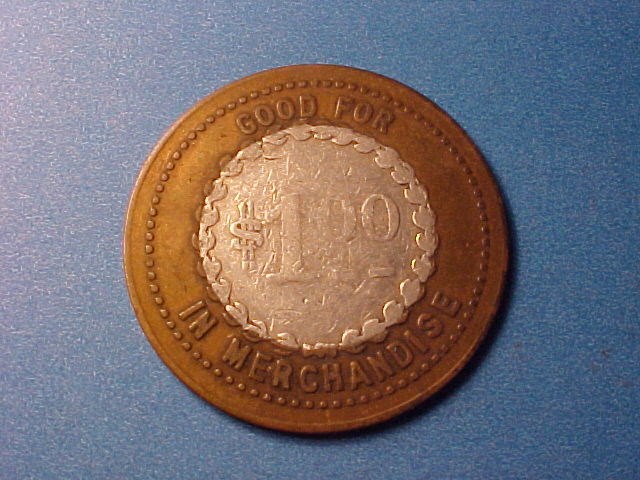 GOOD FOR
$1.00
IN MERCHANDISE